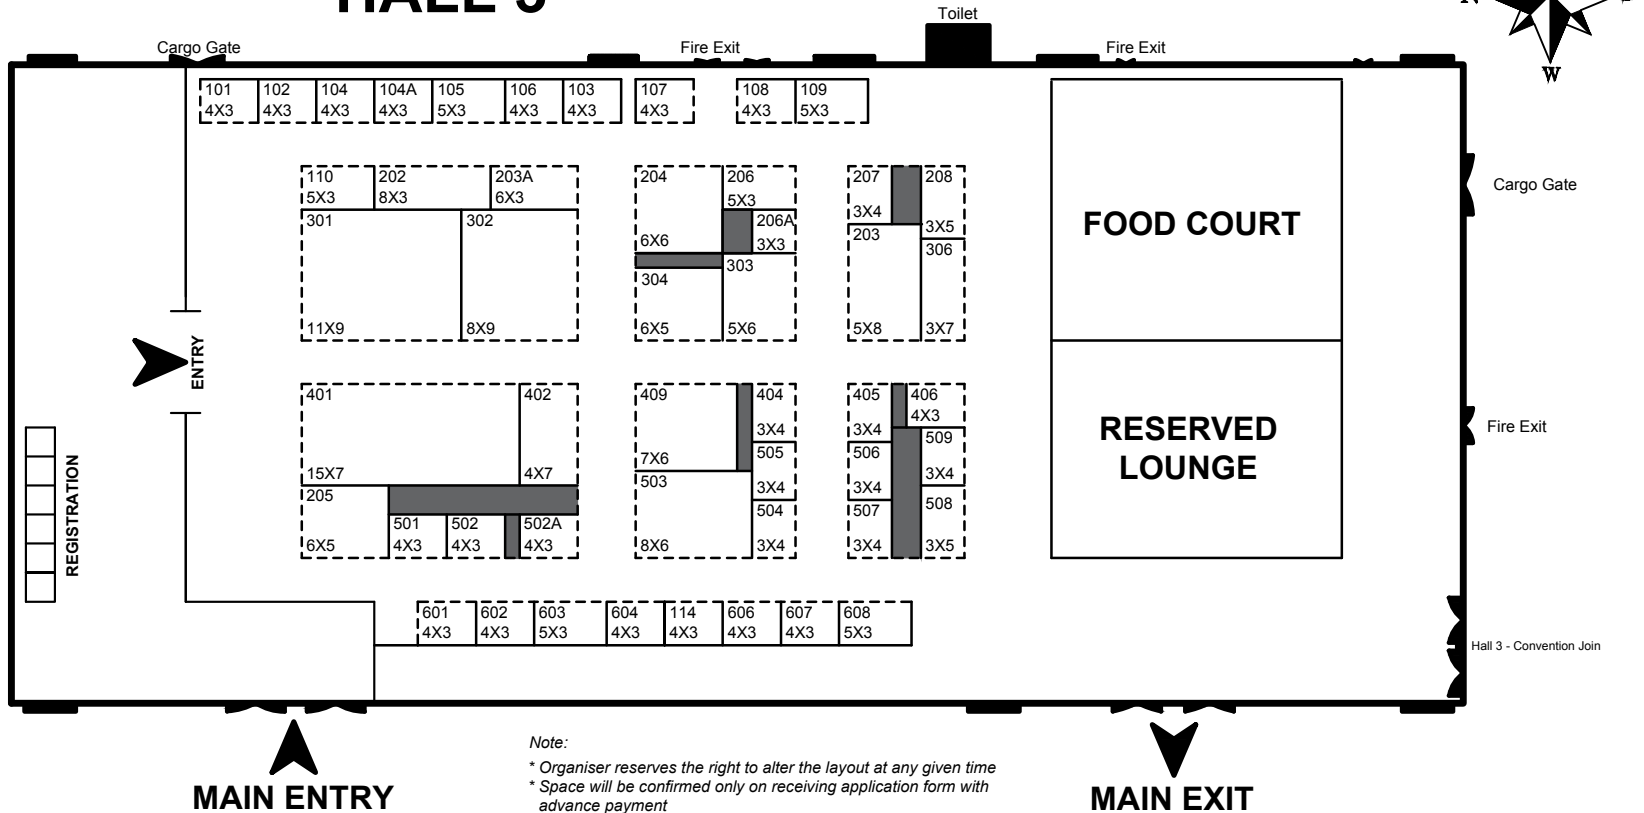 HALL 3
Toilet
Cargo Gate
Fire Exit
Fire Exit
W
101
4X3
102
4X3
104
4X3
104A
4X3
105
5X3
106
4X3
103
4X3
107
4X3
108
4X3
109
5X3
110
5X3
202
8X3
203A
6X3
301
11X9
302
8X9
204
6X6
206
5X3
206A
3X3
304
6X5
303
5X6
207
3X4
208
3X5
203
5X8
306
3X7
FOOD COURT
Cargo Gate
ENTRY
401
15X7
402
4X7
205
6X5
501
4X3
502
4X3
502A
4X3
409
7X6
404
3X4
505
3X4
503
8X6
504
3X4
405
3X4
406
4X3
506
3X4
509
3X4
507
3X4
508
3X5
RESERVED
LOUNGE
Fire Exit
REGISTRATION
601
4X3
602
4X3
603
5X3
604
4X3
114
4X3
606
4X3
607
4X3
608
5X3
Hall 3 - Convention Join
MAIN ENTRY
Note:
* Organiser reserves the right to alter the layout at any given time
* Space will be confirmed only on receiving application form with
advance payment
MAIN EXIT